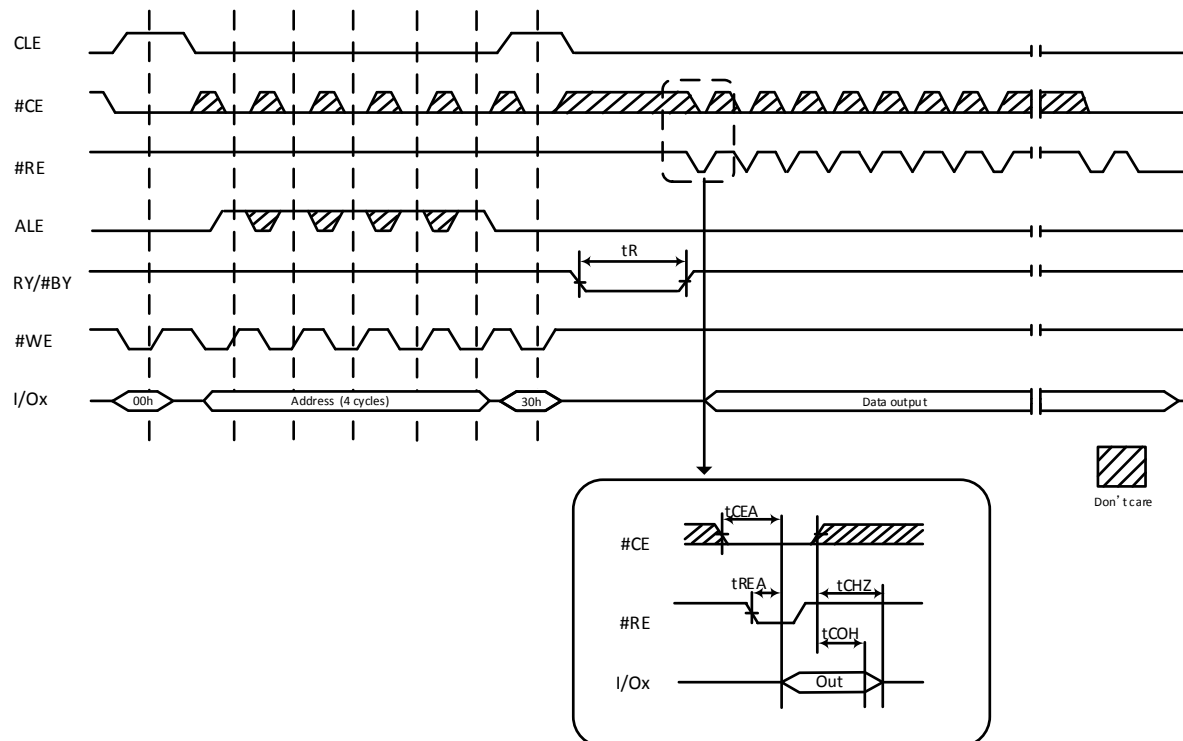 CLE
#CE
#RE
ALE
tR
RY/#BY
#WE
I/Ox
00h
Address (4 cycles)
30h
Data output
Don't care
tCEA
#CE
tREA
tCHZ
#RE
tCOH
I/Ox
Out